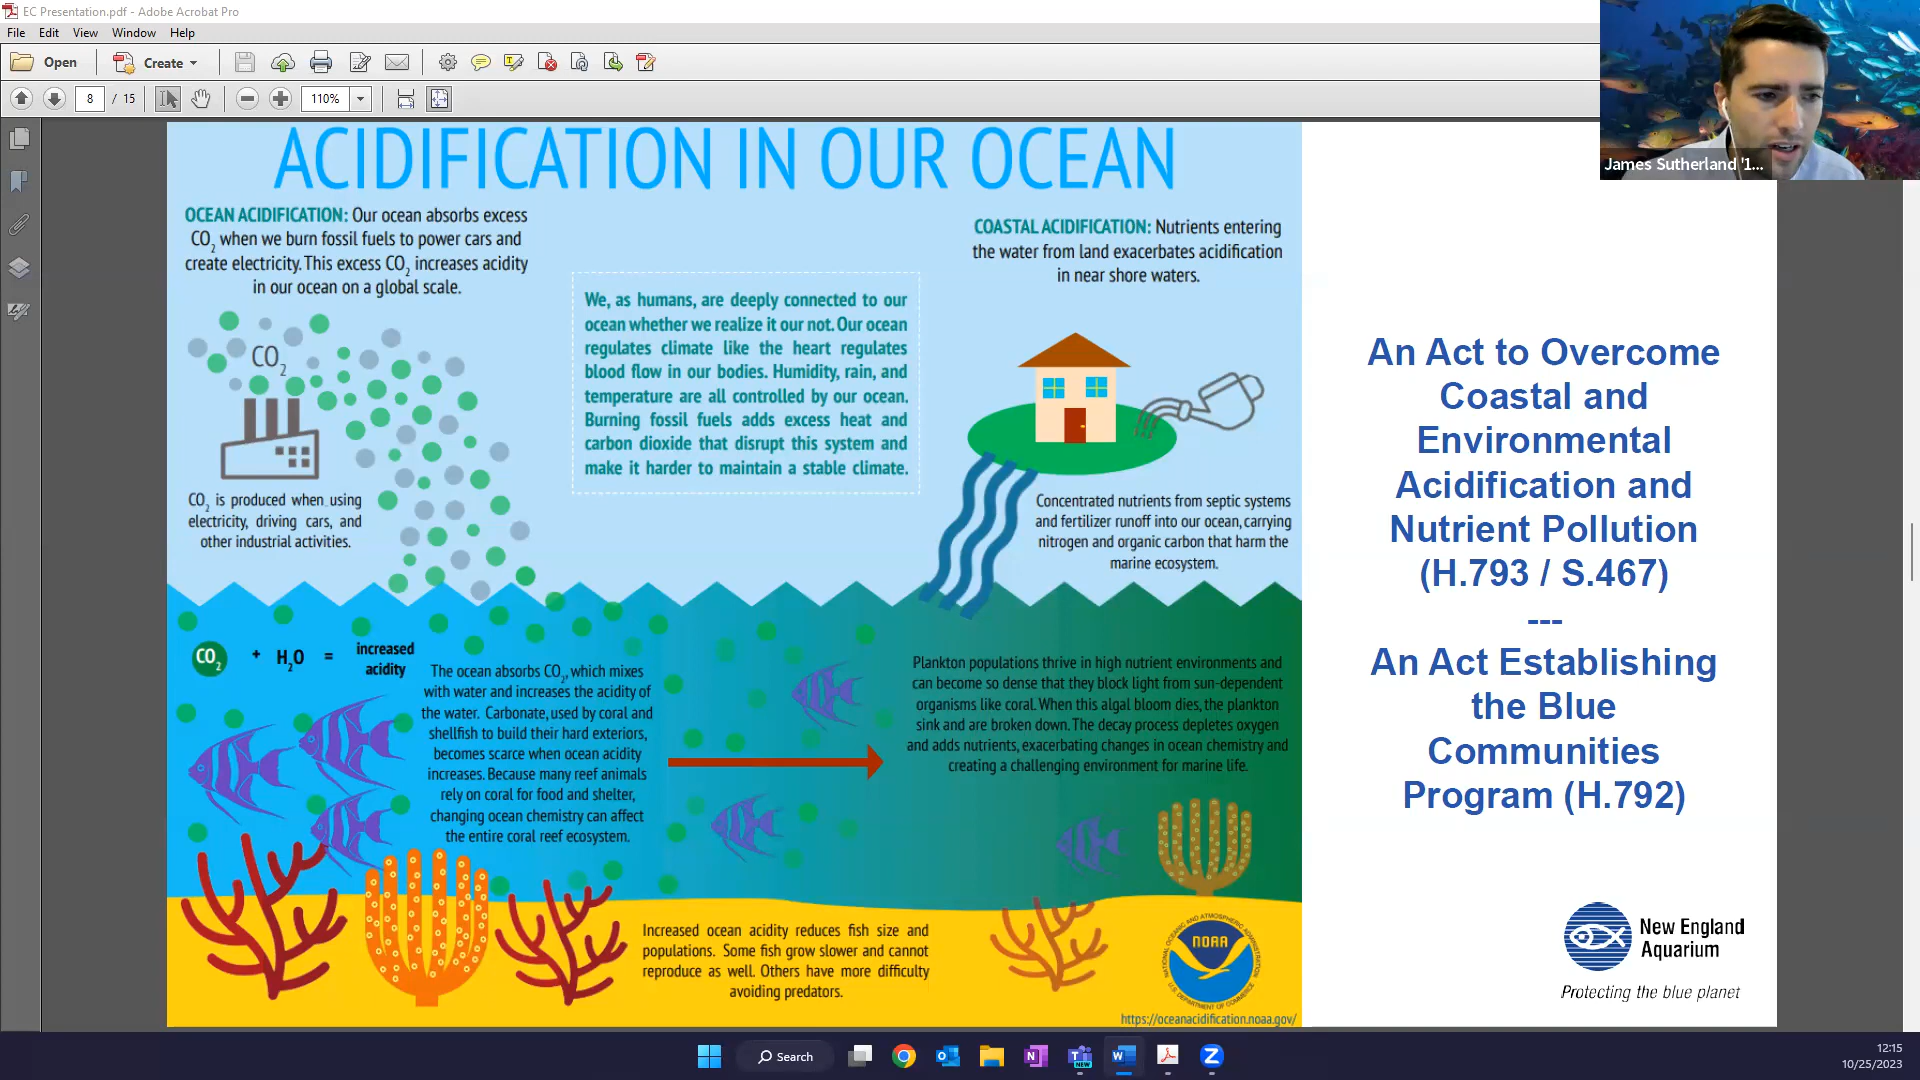 EC Presentation.pdf - Adobe Acrobat Pro
File Edit View Window Help
Open Create
8 / 15 110%
James Sutherland '1...
ACIDIFICATION IN OUR OCEAN
OCEAN ACIDIFICATION: Our ocean absorbs excess
CO2 when we burn fossil fuels to power cars and
create electricity. This excess CO2 increases acidity
in our ocean on a global scale.
CO2
CO2 is produced when using
electricity, driving cars, and
other industrial activities.
We, as humans, are deeply connected to our
ocean whether we realize it our not. Our ocean
regulates climate like the heart regulates
blood flow in our bodies. Humidity, rain, and
temperature are all controlled by our ocean.
Burning fossil fuels adds excess heat and
carbon dioxide that disrupt this system and
make it harder to maintain a stable climate.
COASTAL ACIDIFICATION: Nutrients entering
the water from land exacerbates acidification
in near shore waters.
Concentrated nutrients from septic systems
and fertilizer runoff into our ocean, carrying
nitrogen and organic carbon that harm the
marine ecosystem.
CO2 + H2O = increased
acidity
The ocean absorbs CO2, which mixes
with water and increases the acidity of
the water. Carbonate, used by coral and
shellfish to build their hard exteriors,
becomes scarce when ocean acidity
increases. Because many reef animals
rely on coral for food and shelter,
changing ocean chemistry can affect
the entire coral reef ecosystem.
Plankton populations thrive in high nutrient environments and
can become so dense that they block light from sun-dependent
organisms like coral. When this algal bloom dies, the plankton
sink and are broken down. The decay process depletes oxygen
and adds nutrients, exacerbating changes in ocean chemistry and
creating a challenging environment for marine life.
Increased ocean acidity reduces fish size and
populations. Some fish grow slower and cannot
reproduce as well. Others have more difficulty
avoiding predators.
NATIONAL OCEANIC AND ATMOSPHERIC ADMINISTRATION
NOAA
U.S. DEPARTMENT OF COMMERCE
https://oceanacidification.noaa.gov/
An Act to Overcome
Coastal and
Environmental
Acidification and
Nutrient Pollution
(H.793 / S.467)
---
An Act Establishing
the Blue
Communities
Program (H.792)
New England
Aquarium
Protecting the blue planet
Search
12:15
10/25/2023